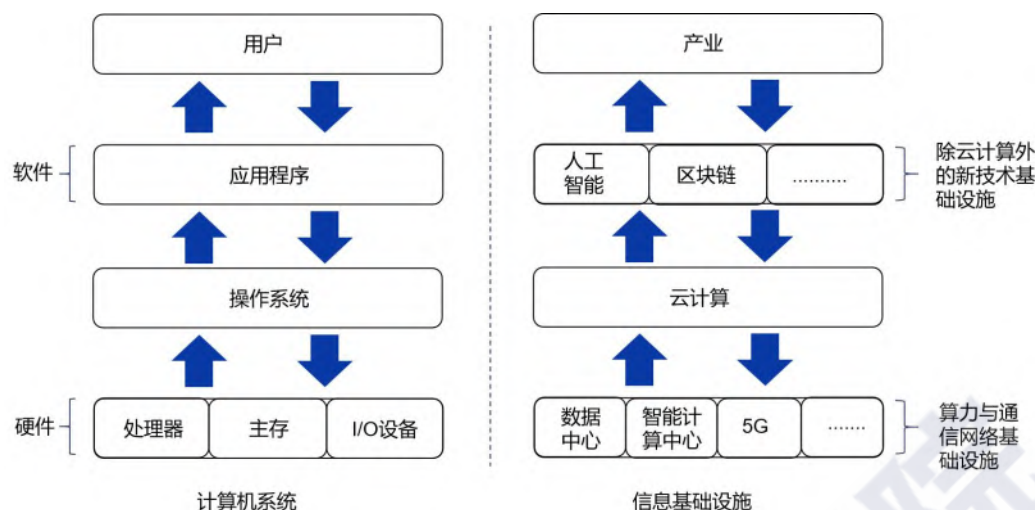 用户
产业
软件
应用程序
人工
智能
区块链
..........
除云计算外
的新技术基
础设施
操作系统
云计算
硬件
处理器
主存
I/O设备
数据
中心
智能计
算中心
5G
.......
算力与通
信网络基
础设施
计算机系统
信息基础设施